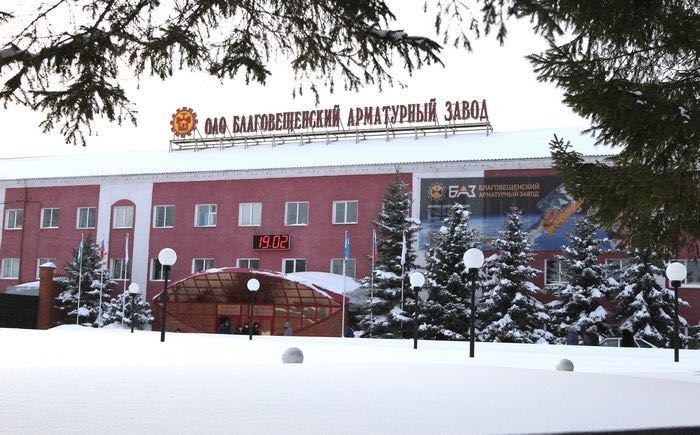 ОАО БЛАГОВЕЩЕНСКИЙ АРМАТУРНЫЙ ЗАВОД
БАЗ
БЛАГОВЕЩЕНСКИЙ
АРМАТУРНЫЙ ЗАВОД
19.02